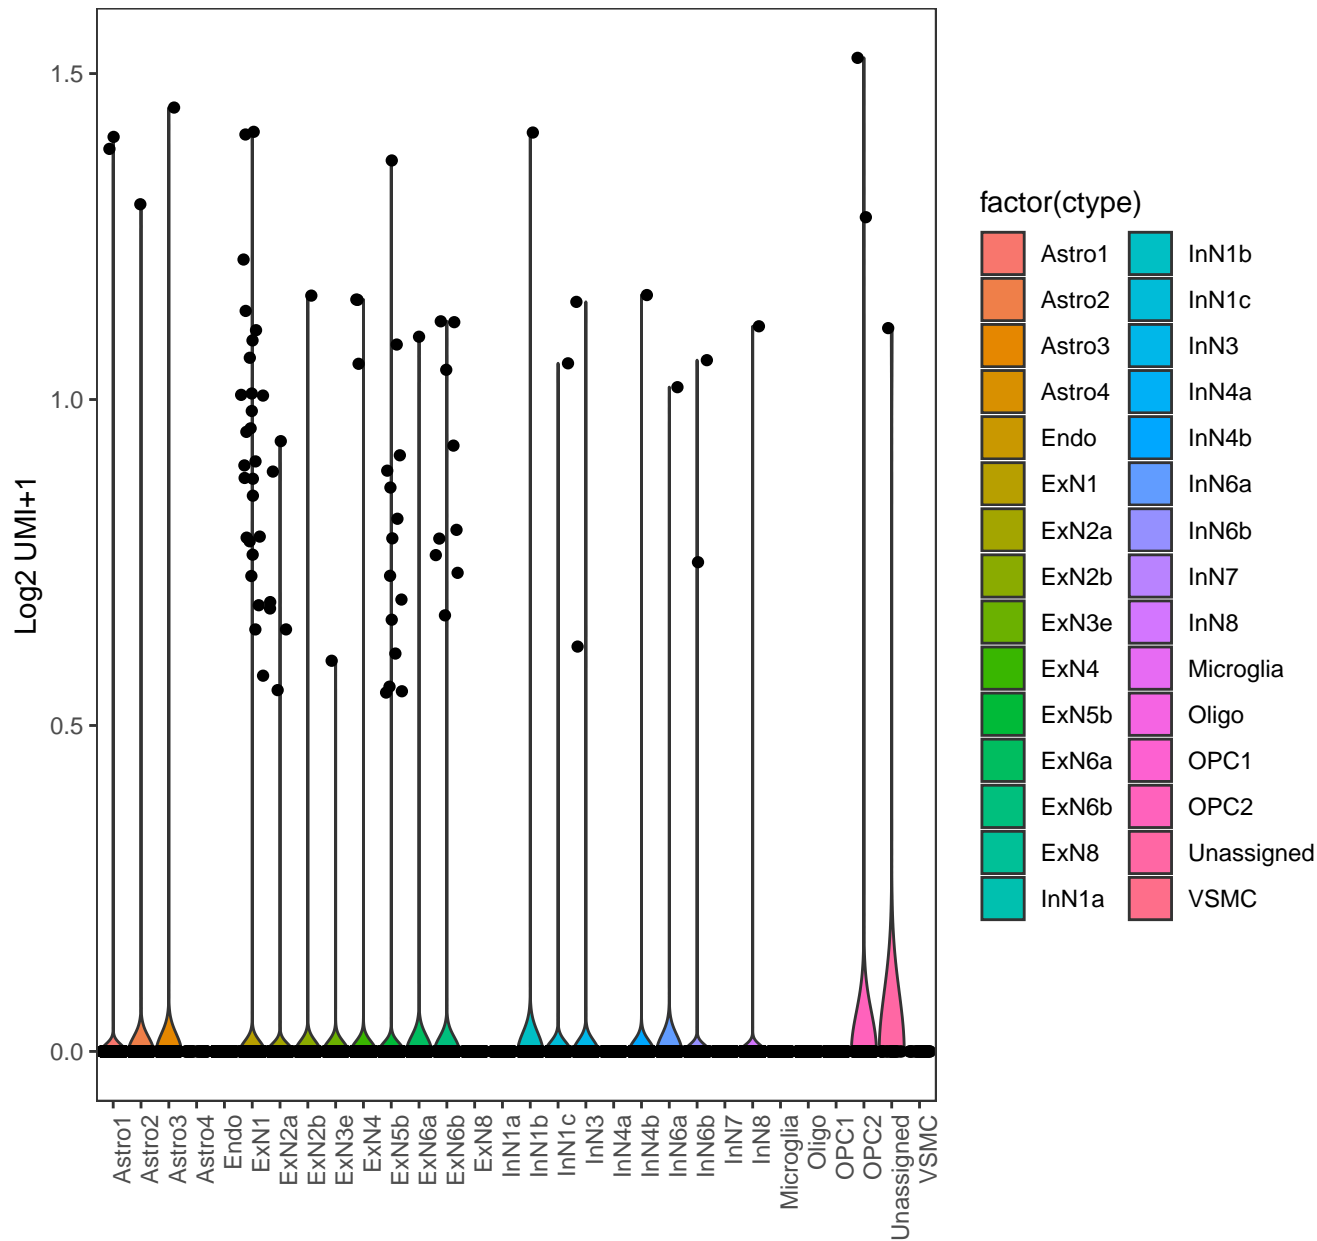 1.5
1.0
0.5
0.0
Log2 UMI+1
Astro1
Astro2
Astro3
Astro4
Endo
ExN1
ExN2a
ExN2b
ExN3e
ExN4
ExN5b
ExN6a
ExN6b
ExN8
InN1a
InN1b
InN1c
InN3
InN4a
InN4b
InN6a
InN6b
InN7
InN8
Microglia
Oligo
OPC1
OPC2
Unassigned
VSMC
factor(ctype)
Astro1
Astro2
Astro3
Astro4
Endo
ExN1
ExN2a
ExN2b
ExN3e
ExN4
ExN5b
ExN6a
ExN6b
ExN8
InN1a
InN1b
InN1c
InN3
InN4a
InN4b
InN6a
InN6b
InN7
InN8
Microglia
Oligo
OPC1
OPC2
Unassigned
VSMC